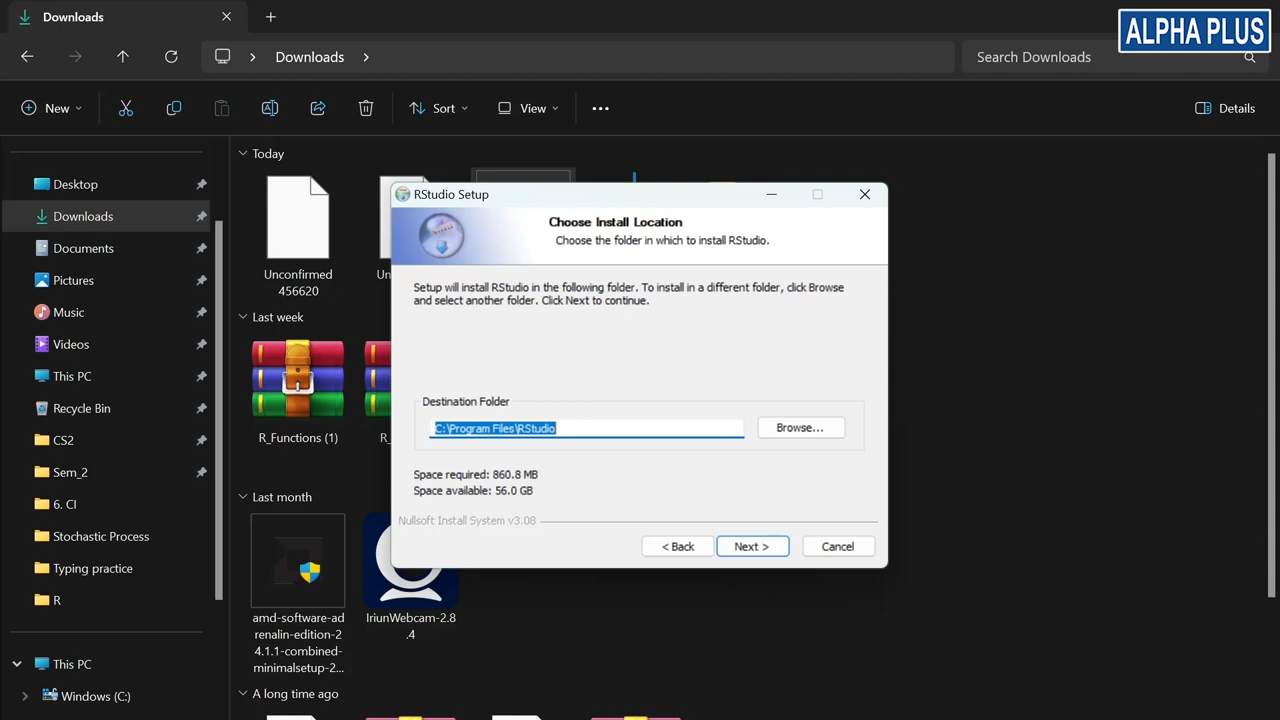 Downloads
ALPHA PLUS
Downloads
Search Downloads
New
Sort
View
Details
Desktop
Downloads
Documents
Pictures
Music
Videos
This PC
Recycle Bin
CS2
Sem_2
6. CI
Stochastic Process
Typing practice
R
This PC
Windows (C:)
Today
Unconfirmed
456620
Last week
R_Functions (1)
Last month
amd-software-ad
renalin-edition-2
4.1.1-combined-
minimalsetup-2...
IriunWebcam-2.8
.4
A long time ago
RStudio Setup
Choose Install Location
Choose the folder in which to install RStudio.
Setup will install RStudio in the following folder. To install in a different folder, click Browse
and select another folder. Click Next to continue.
Destination Folder
C:\Program Files\RStudio
Browse...
Space required: 860.8 MB
Space available: 56.0 GB
Nullsoft Install System v3.08
< Back
Next >
Cancel